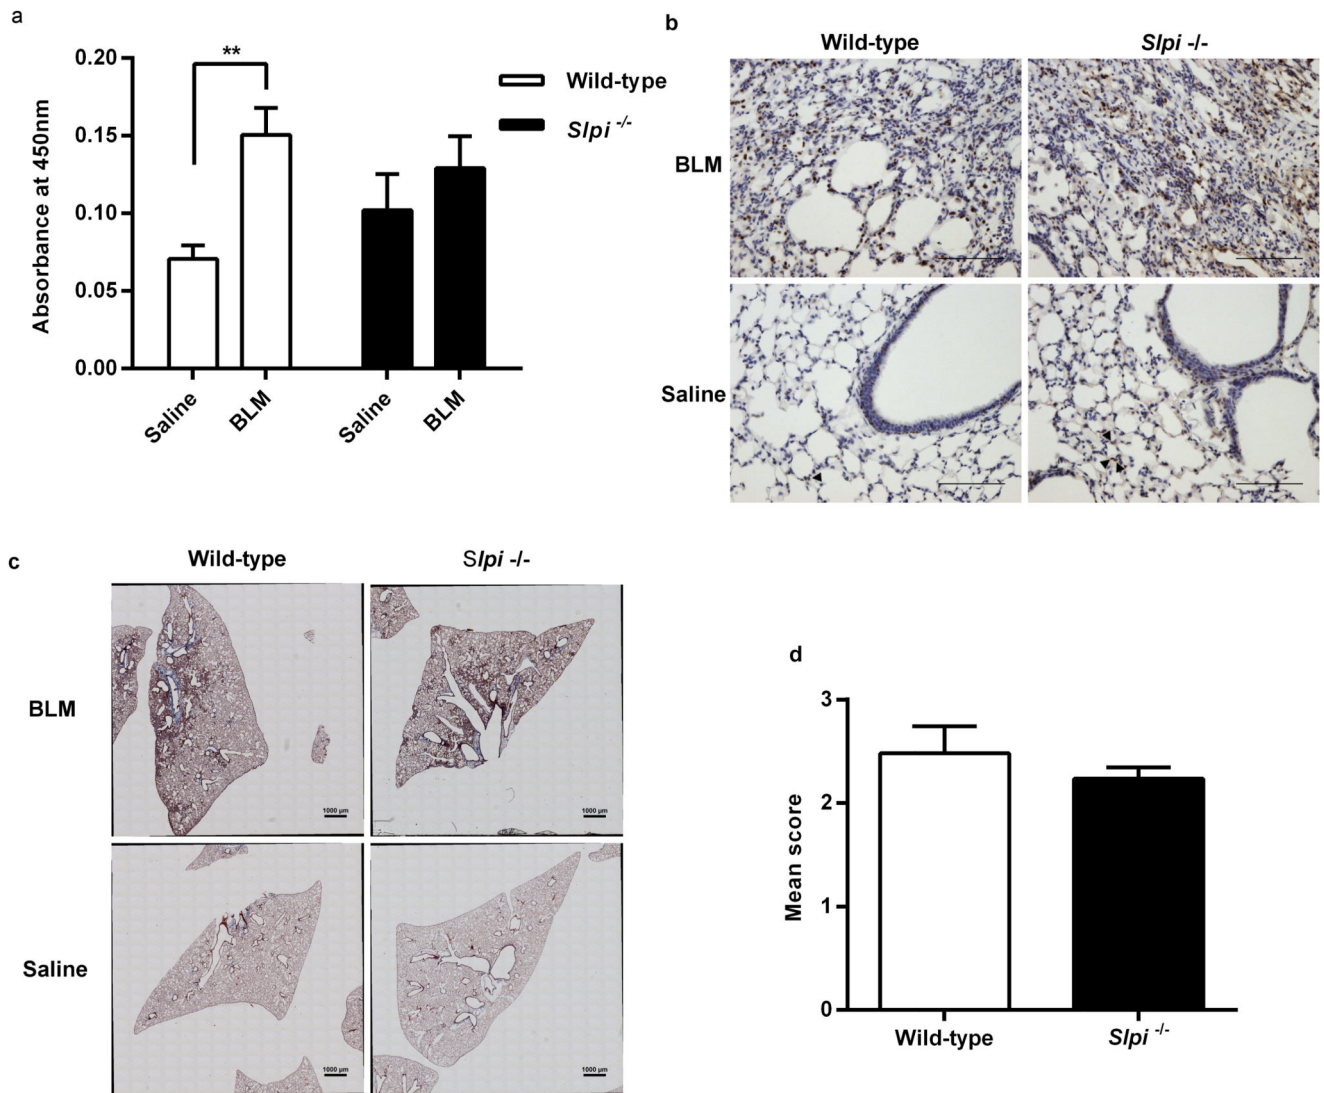 a
**
0.20
0.15
0.10
0.05
0.00
Absorbance at 450nm
Saline
BLM
Saline
BLM
Wild-type
Slpi -/-
b
Wild-type
Slpi -/-
BLM
Saline
c
Wild-type
Slpi -/-
BLM
Saline
1000 µm
1000 µm
1000 µm
1000 µm
d
3
2
1
0
Mean score
Wild-type
Slpi -/-